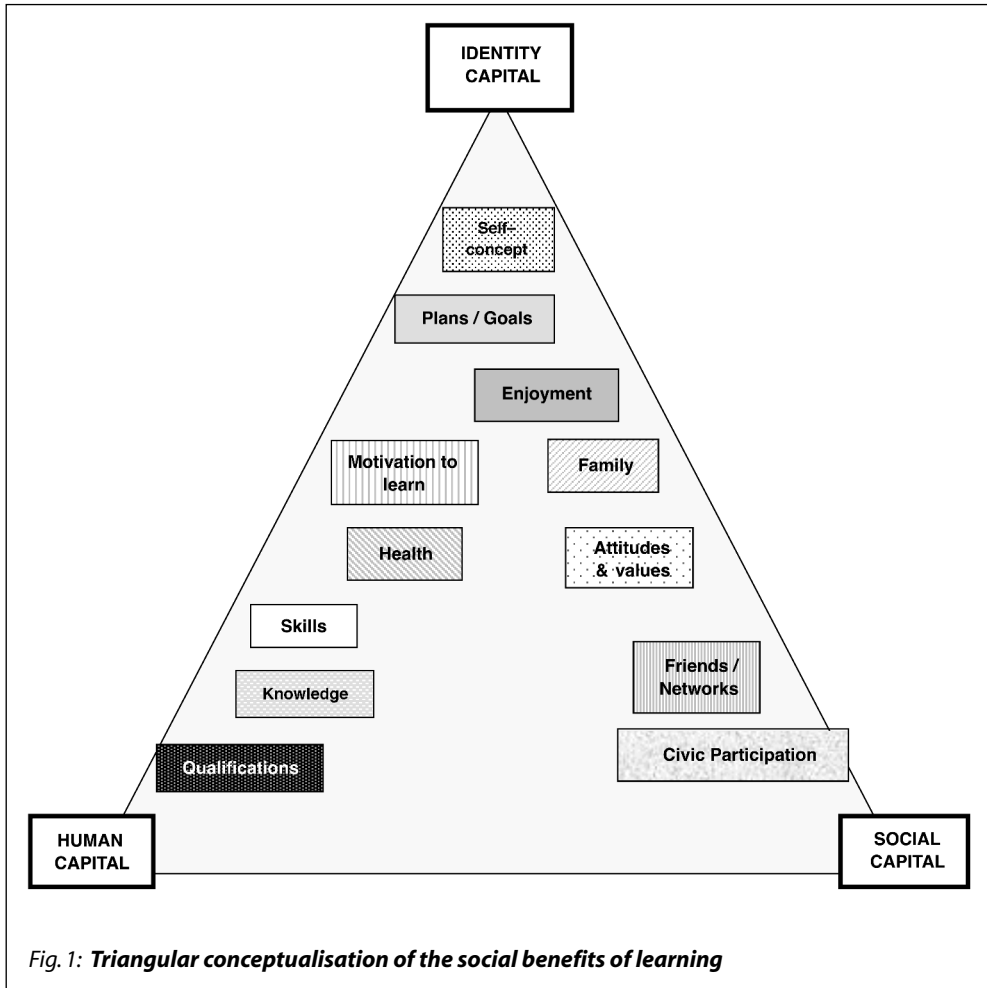 IDENTITY
CAPITAL
Self–
concept
Plans / Goals
Enjoyment
Motivation to
learn
Family
Health
Attitudes
& values
Skills
Friends /
Networks
Knowledge
Civic Participation
Qualifications
HUMAN
CAPITAL
SOCIAL
CAPITAL
Fig. 1: Triangular conceptualisation of the social benefits of learning